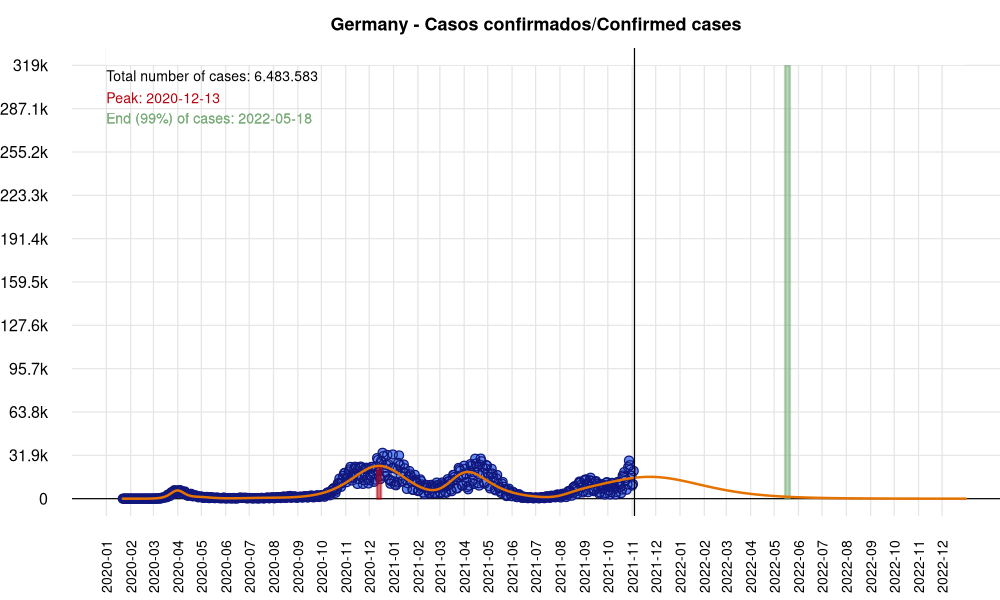 Germany - Casos confirmados/Confirmed cases
Total number of cases: 6.483.583
Peak: 2020-12-13
End (99%) of cases: 2022-05-18
319k
287.1k
255.2k
223.3k
191.4k
159.5k
127.6k
95.7k
63.8k
31.9k
0
2020-01
2020-02
2020-03
2020-04
2020-05
2020-06
2020-07
2020-08
2020-09
2020-10
2020-11
2020-12
2021-01
2021-02
2021-03
2021-04
2021-05
2021-06
2021-07
2021-08
2021-09
2021-10
2021-11
2021-12
2022-01
2022-02
2022-03
2022-04
2022-05
2022-06
2022-07
2022-08
2022-09
2022-10
2022-11
2022-12